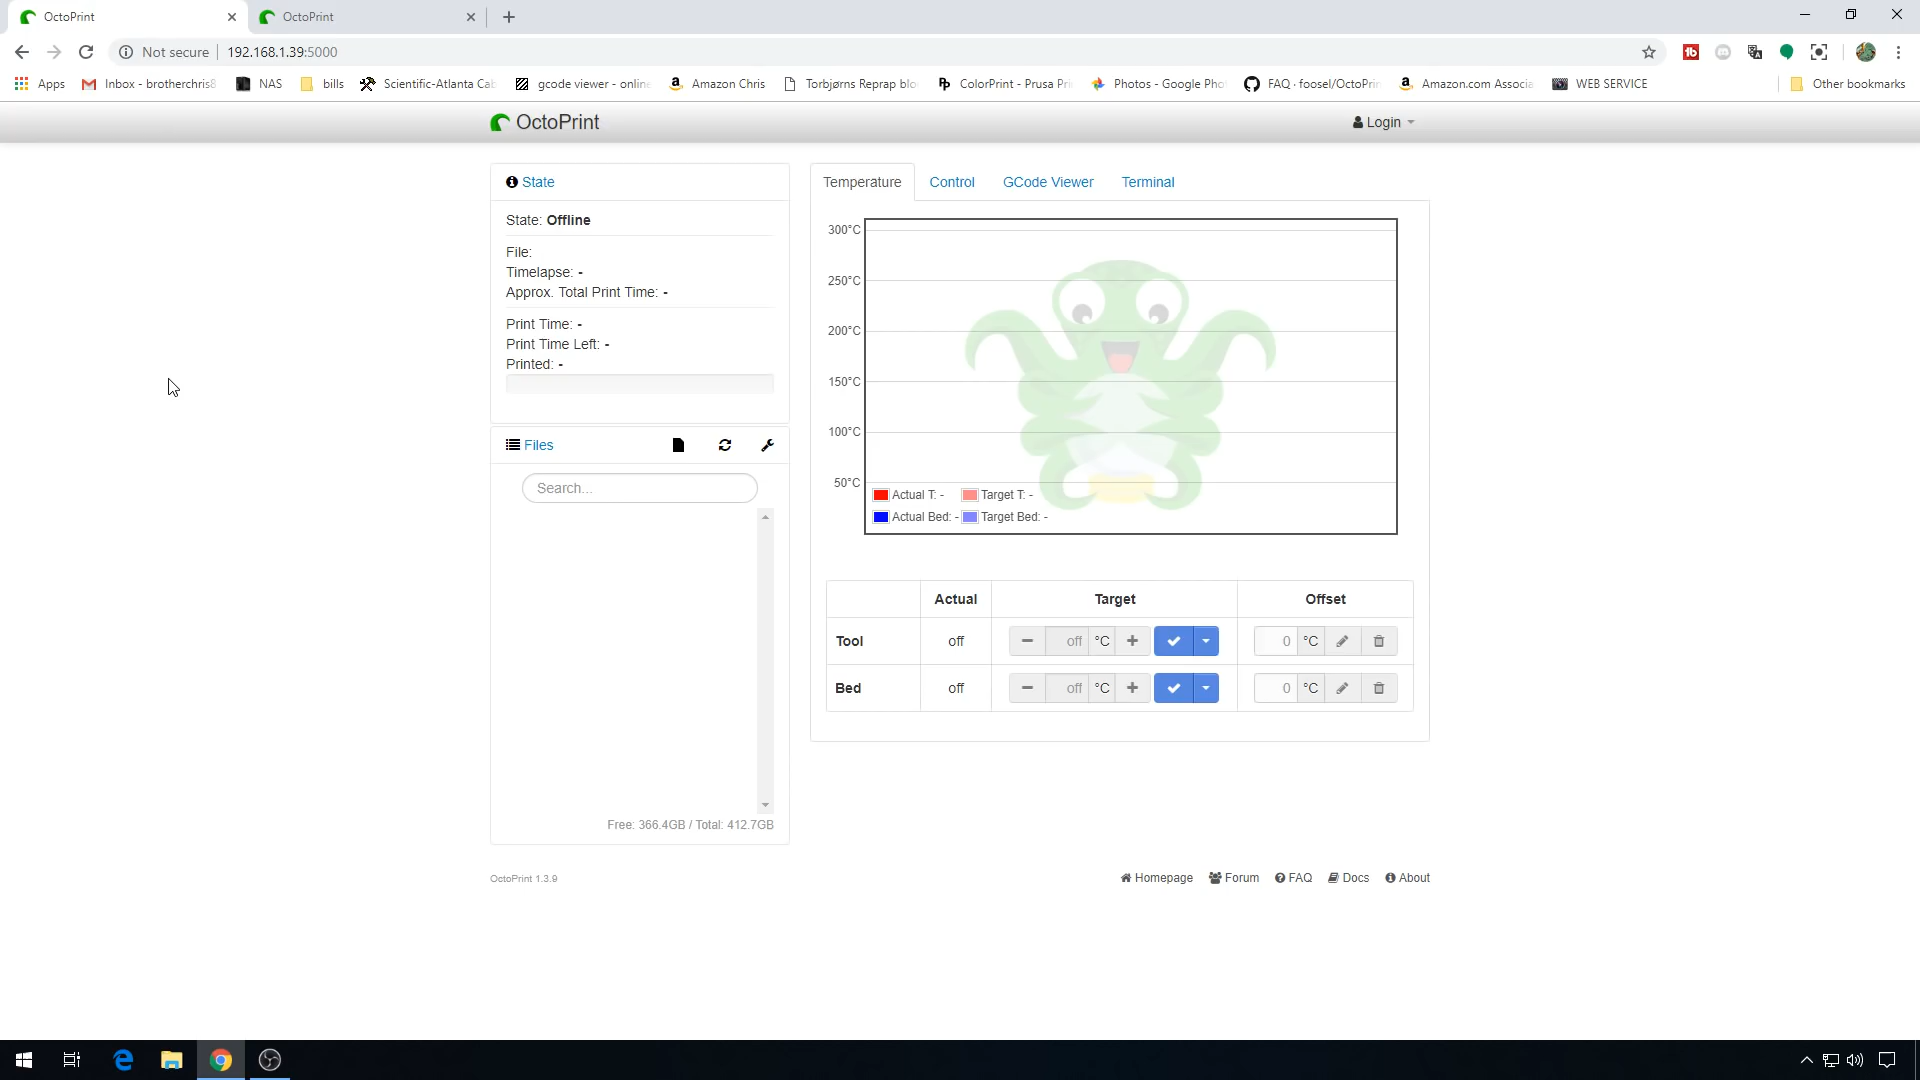 OctoPrint
OctoPrint
Not secure
192.168.1.39:5000
Apps
Inbox - brotherchris8
NAS
bills
Scientific-Atlanta Cab
gcode viewer - online
Amazon Chris
Torbjørns Reprap blo
ColorPrint - Prusa Pri
Photos - Google Pho
FAQ · foosel/OctoPrin
Amazon.com Associa
WEB SERVICE
Other bookmarks
OctoPrint
Login
State
State: Offline
File:
Timelapse: -
Approx. Total Print Time: -
Print Time: -
Print Time Left: -
Printed: -
Files
Search...
Free: 366.4GB / Total: 412.7GB
Temperature
Control
GCode Viewer
Terminal
300°C
250°C
200°C
150°C
100°C
50°C
Actual T: -
Target T: -
Actual Bed: -
Target Bed: -
Actual
Target
Offset
Tool
off
off °C
0 °C
Bed
off
off °C
0 °C
OctoPrint 1.3.9
Homepage
Forum
FAQ
Docs
About